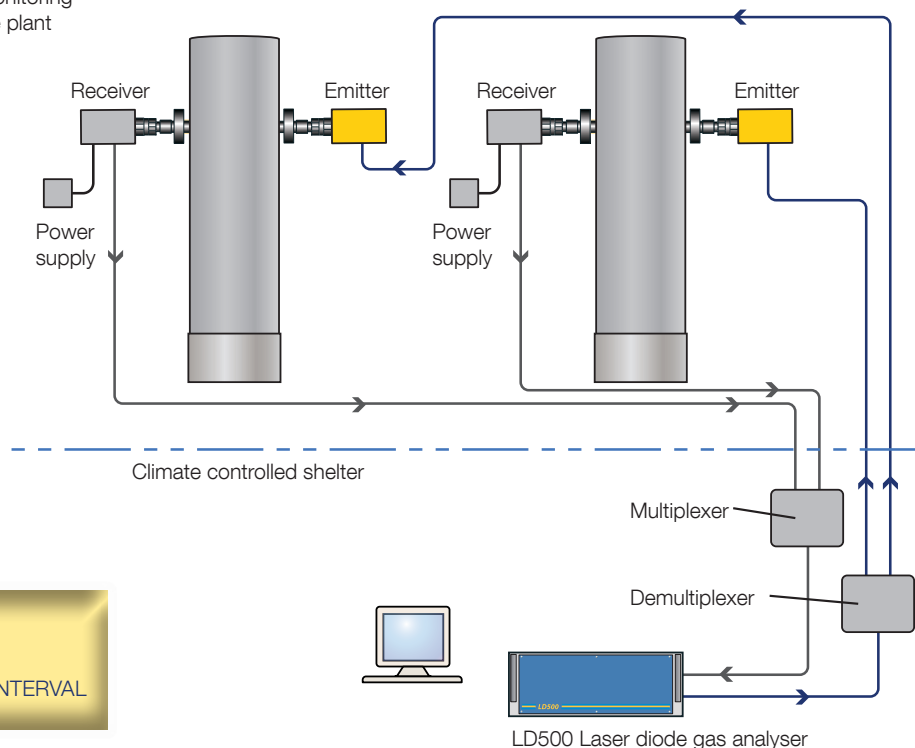 plant
Receiver
Emitter
Receiver
Emitter
Power
supply
Power
supply
Climate controlled shelter
Multiplexer
Demultiplexer
LD500
LD500 Laser diode gas analyser